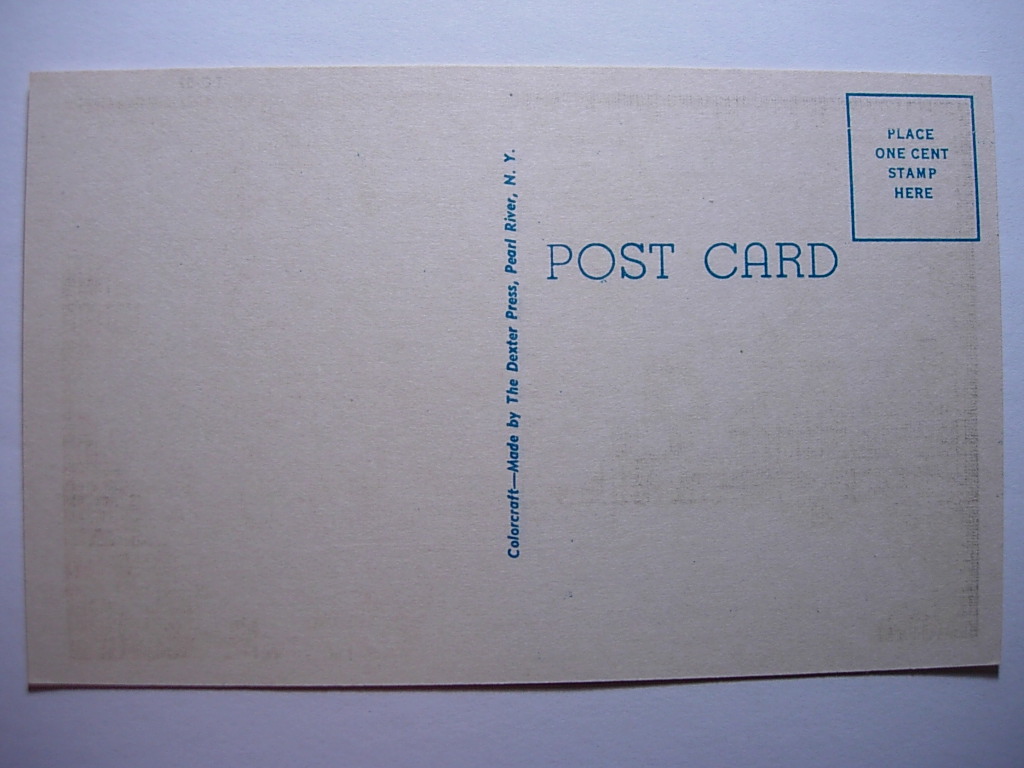 PLACE
ONE CENT
STAMP
HERE
POST CARD
Colorcraft—Made by The Dexter Press, Pearl River, N. Y.